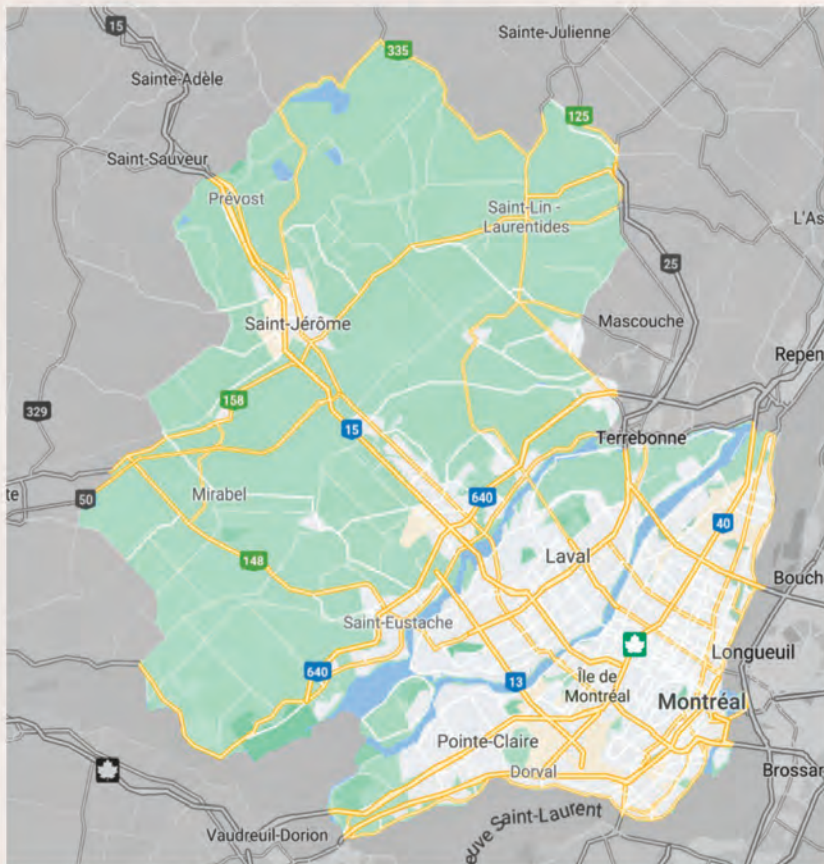 15
335
Sainte-Julienne
Sainte-Adèle
125
Saint-Sauveur
Prévost
Saint-Lin -
Laurentides
L'As
25
Saint-Jérôme
Mascouche
Repen
158
329
15
Terrebonne
te
50
Mirabel
640
40
148
Laval
Bouch
Saint-Eustache
640
13
Île de
Montréal
Longueuil
Montréal
Pointe-Claire
Dorval
Brossar
Vaudreuil-Dorion
euve Saint-Laurent